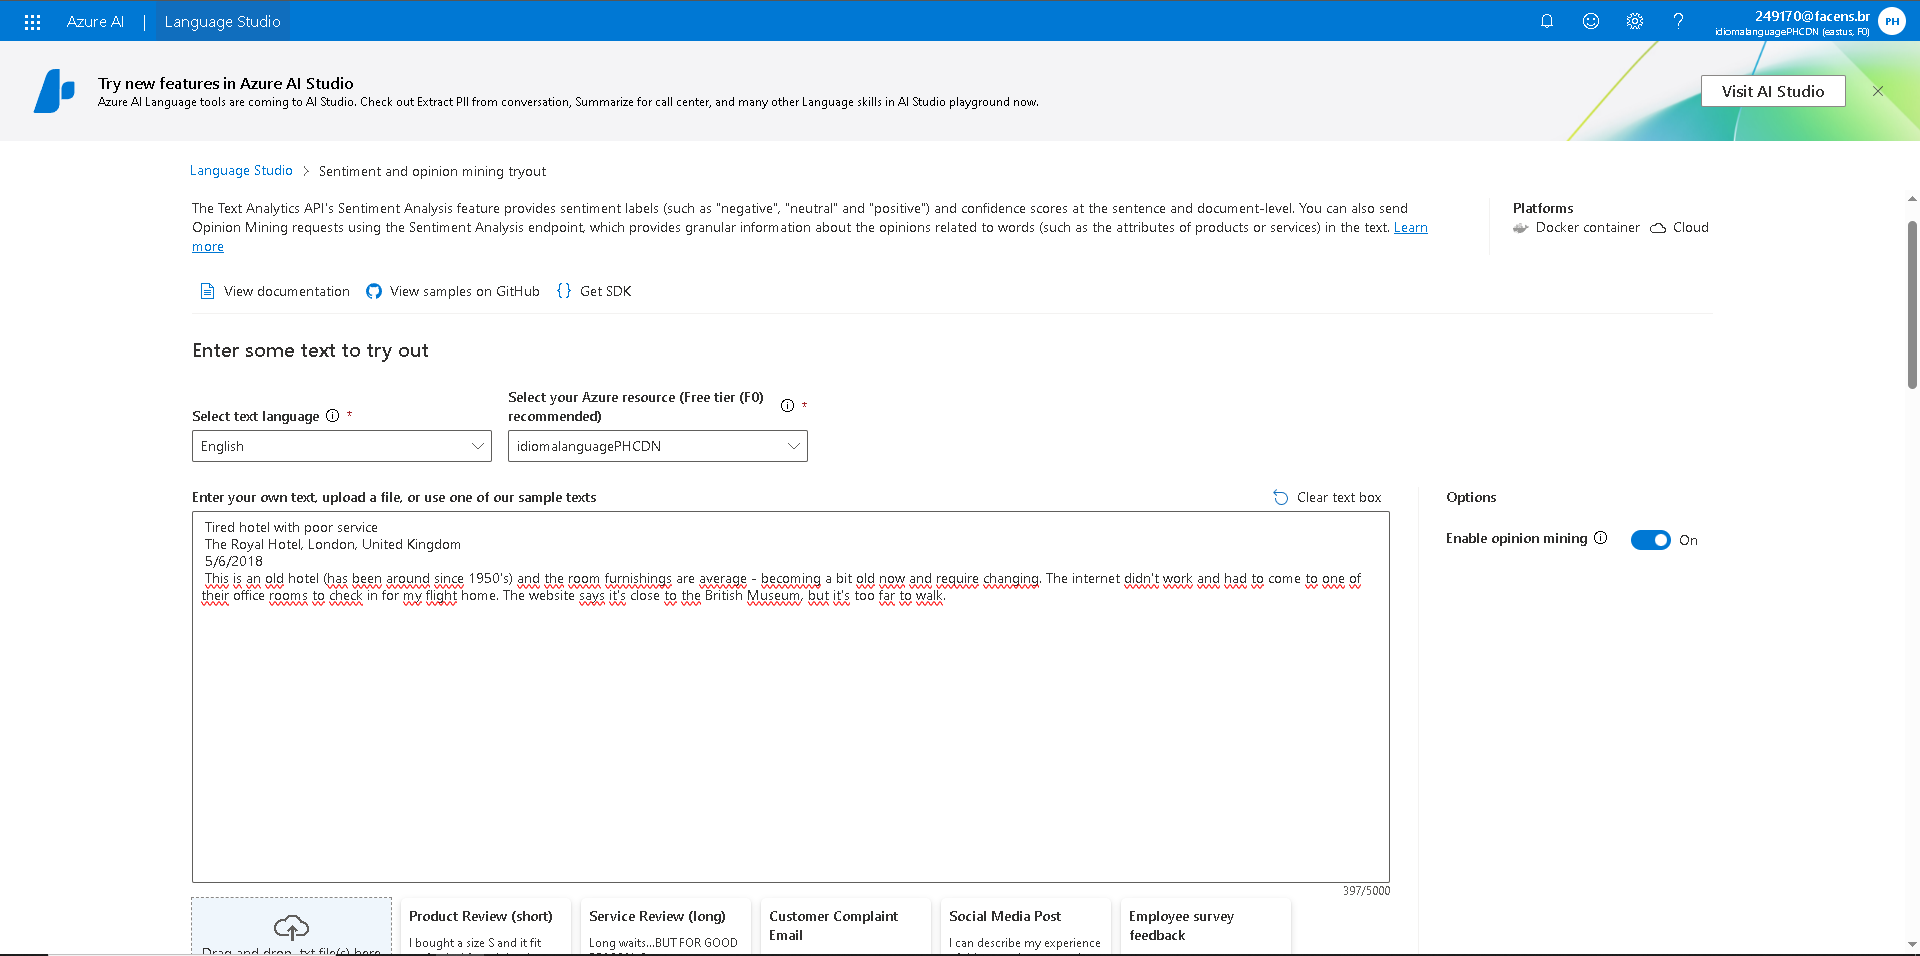 Azure AI | Language Studio
249170@facens.br
idiomalanguagePHCDN (eastus, F0)
PH
Try new features in Azure AI Studio
Azure AI Language tools are coming to AI Studio. Check out Extract PII from conversation, Summarize for call center, and many other Language skills in AI Studio playground now.
Visit AI Studio
Language Studio > Sentiment and opinion mining tryout
The Text Analytics API's Sentiment Analysis feature provides sentiment labels (such as "negative", "neutral" and "positive") and confidence scores at the sentence and document-level. You can also send
Opinion Mining requests using the Sentiment Analysis endpoint, which provides granular information about the opinions related to words (such as the attributes of products or services) in the text. Learn
more
Platforms
Docker container Cloud
View documentation View samples on GitHub {} Get SDK
Enter some text to try out
Select text language *
English
Select your Azure resource (Free tier (F0)
recommended) *
idiomalanguagePHCDN
Enter your own text, upload a file, or use one of our sample texts
Clear text box
Tired hotel with poor service
The Royal Hotel, London, United Kingdom
5/6/2018
This is an old hotel (has been around since 1950's) and the room furnishings are average - becoming a bit old now and require changing. The internet didn't work and had to come to one of
their office rooms to check in for my flight home. The website says it's close to the British Museum, but it's too far to walk.
397/5000
Options
Enable opinion mining On
Drag and drop .txt file(s) here
Product Review (short)
I bought a size S and it fit
Service Review (long)
Long waits...BUT FOR GOOD
Customer Complaint
Email
Social Media Post
I can describe my experience
Employee survey
feedback